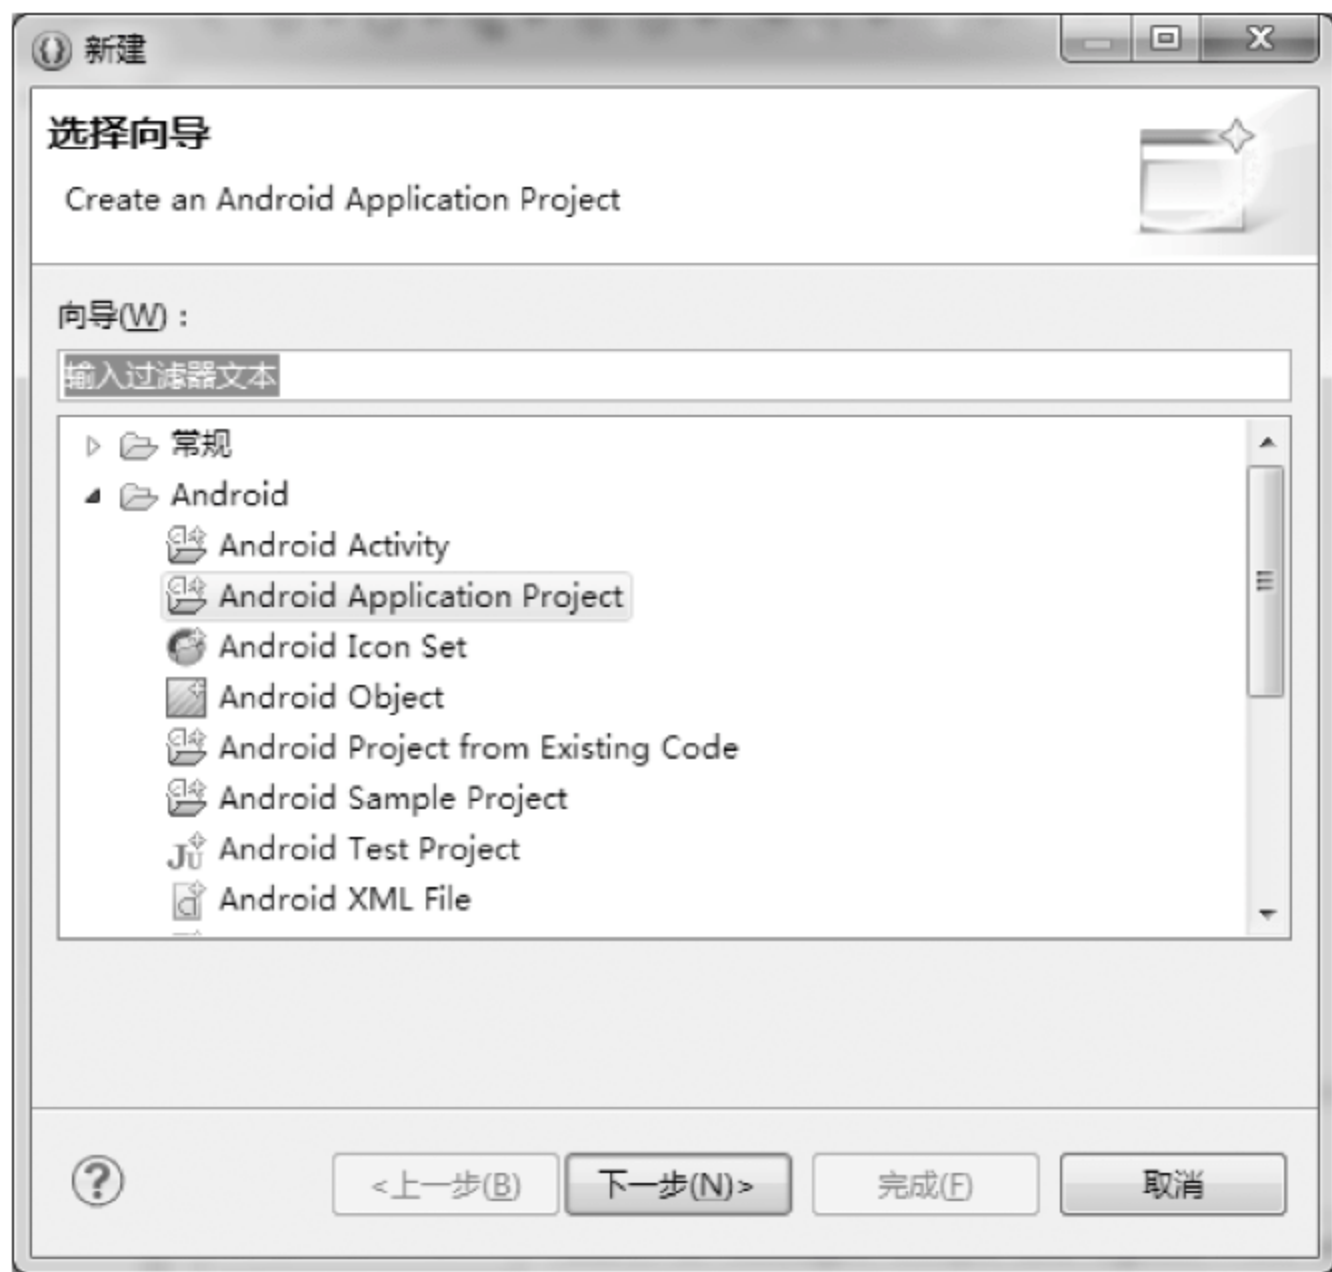 新建
选择向导
Create an Android Application Project
向导(W)：
输入过滤器文本
常规
Android
Android Activity
Android Application Project
Android Icon Set
Android Object
Android Project from Existing Code
Android Sample Project
Android Test Project
Android XML File
<上一步(B) 下一步(N)> 完成(F) 取消